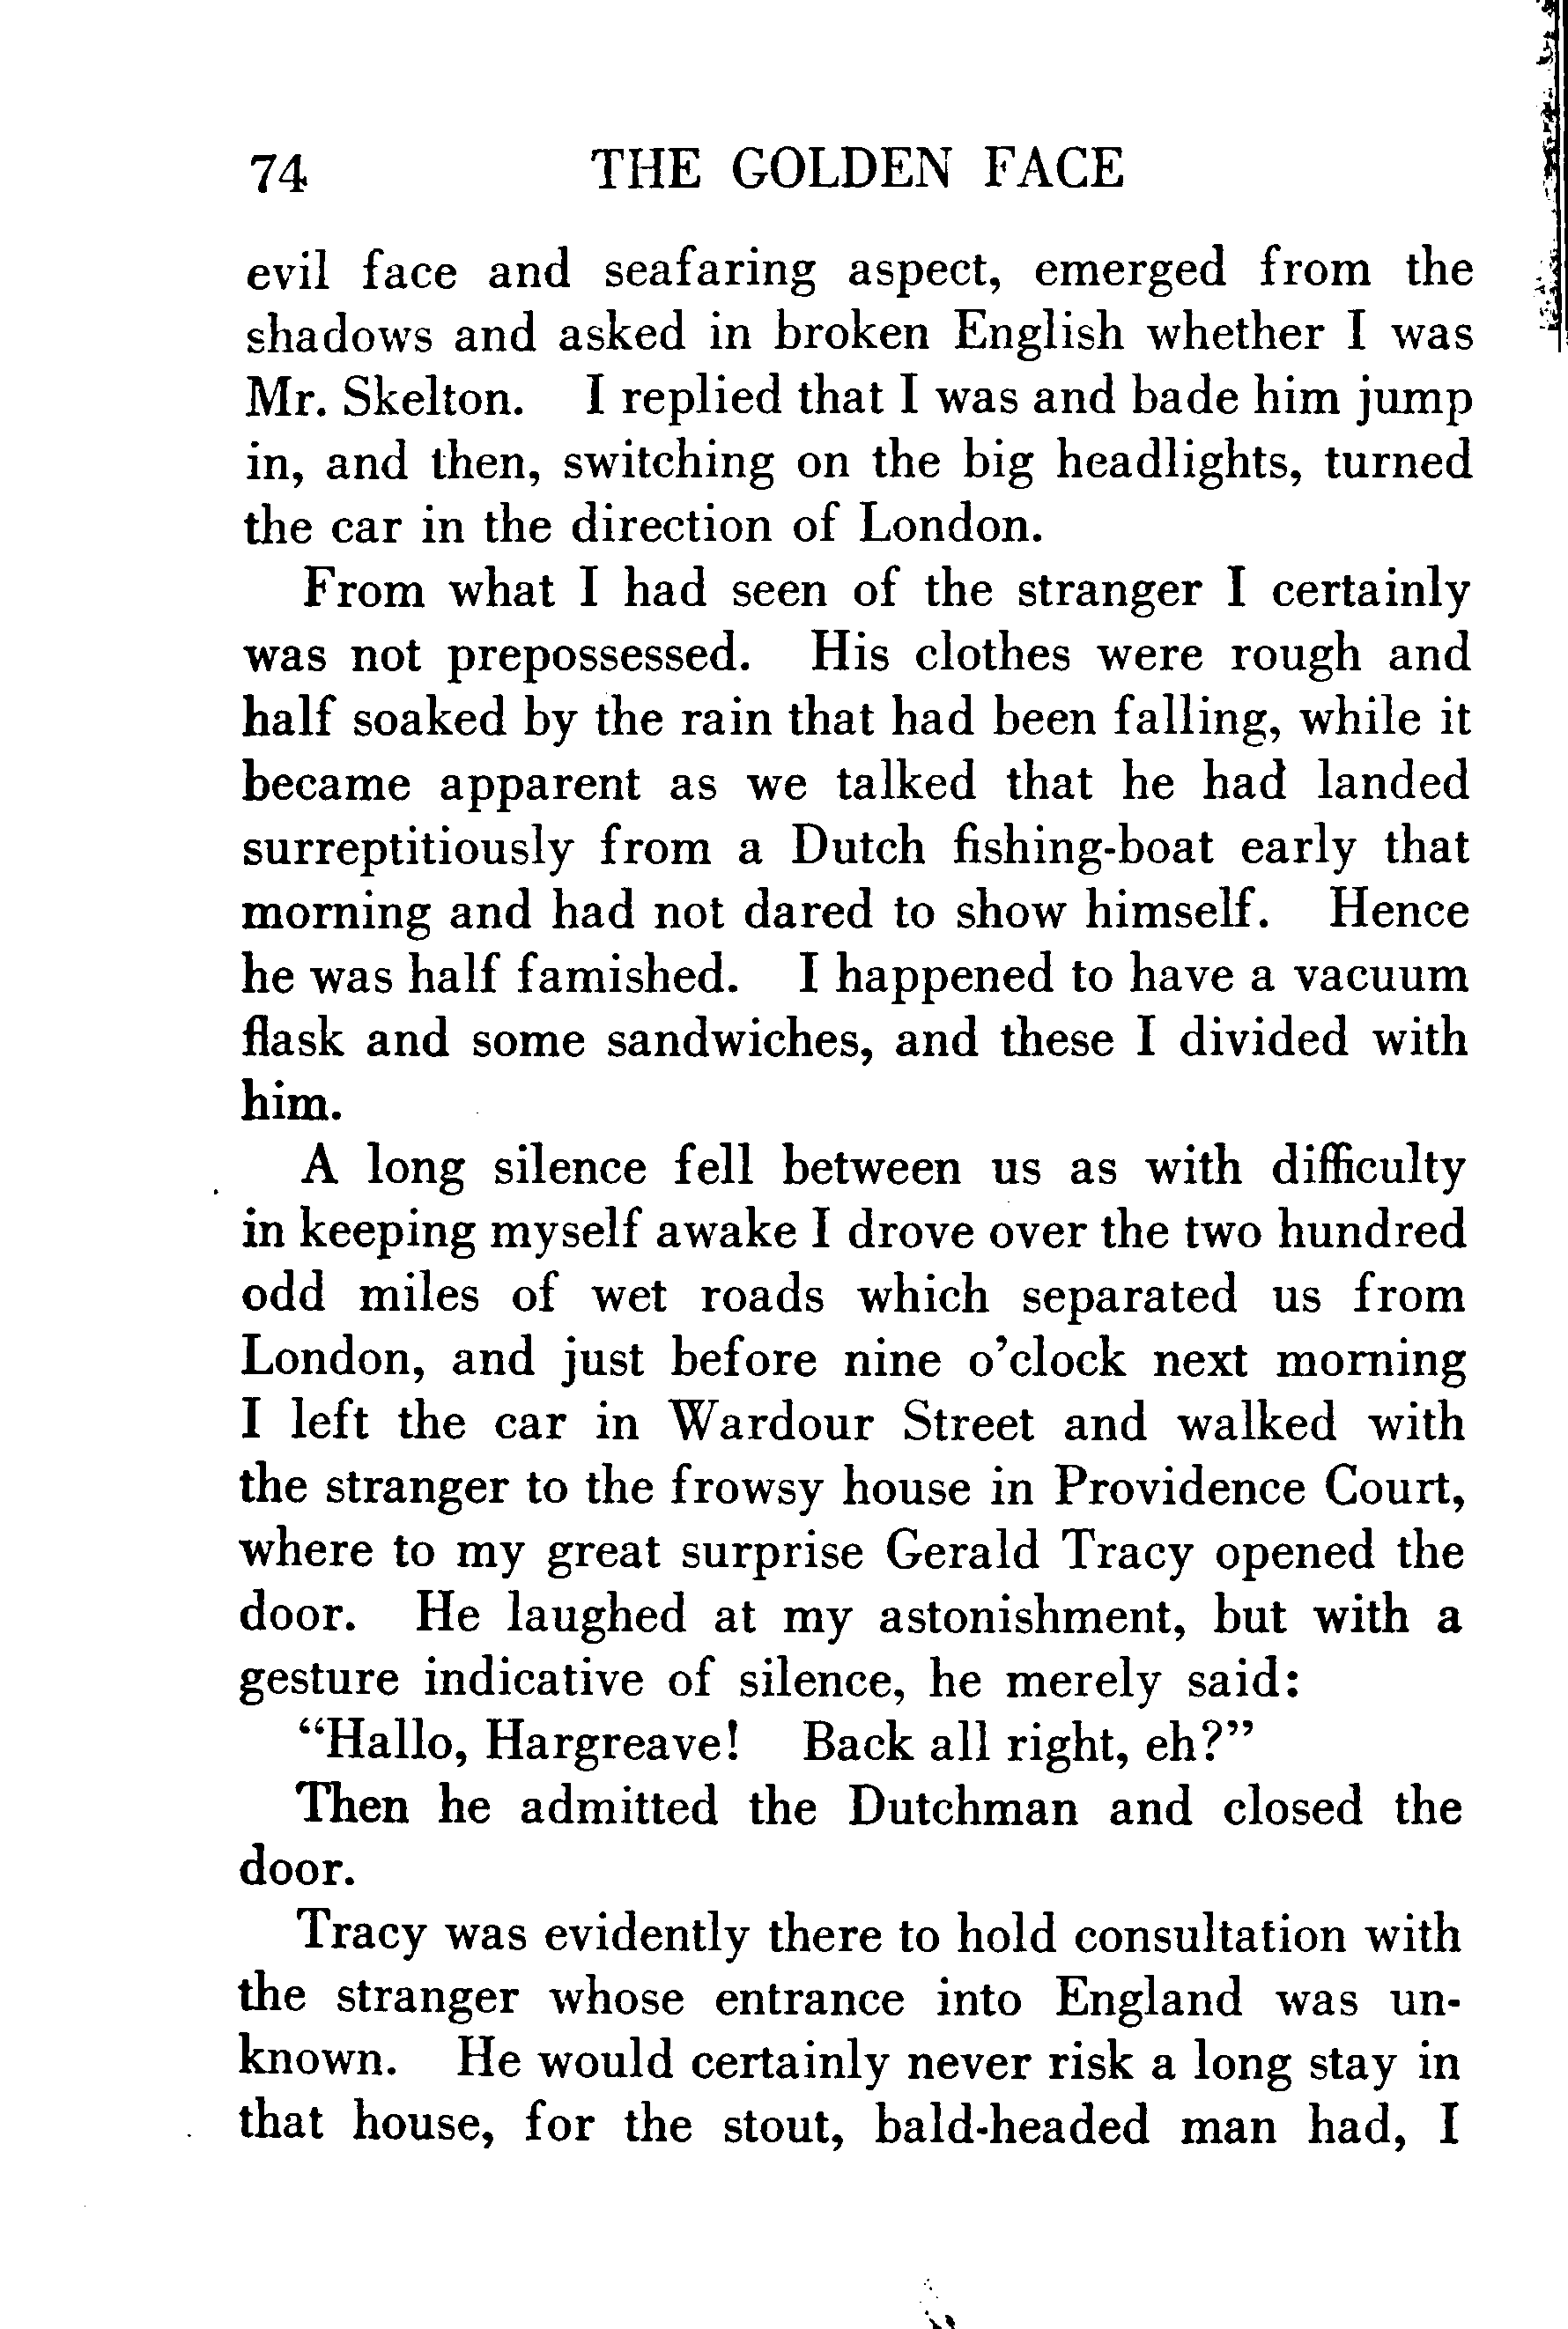 74 THE GOLDEN FACE
evil face and seafaring aspect, emerged from the
shadows and asked in broken English whether I was
Mr. Skelton. I replied that I was and bade him jump
in, and then, switching on the big headlights, turned
the car in the direction of London.
From what I had seen of the stranger I certainly
was not prepossessed. His clothes were rough and
half soaked by the rain that had been falling, while it
became apparent as we talked that he had landed
surreptitiously from a Dutch fishing-boat early that
morning and had not dared to show himself. Hence
he was half famished. I happened to have a vacuum
flask and some sandwiches, and these I divided with
him.
A long silence fell between us as with difficulty
in keeping myself awake I drove over the two hundred
odd miles of wet roads which separated us from
London, and just before nine o'clock next morning
I left the car in Wardour Street and walked with
the stranger to the frowsy house in Providence Court,
where to my great surprise Gerald Tracy opened the
door. He laughed at my astonishment, but with a
gesture indicative of silence, he merely said:
"Hallo, Hargreave! Back all right, eh?"
Then he admitted the Dutchman and closed the
door.
Tracy was evidently there to hold consultation with
the stranger whose entrance into England was un-
known. He would certainly never risk a long stay in
that house, for the stout, bald-headed man had, I